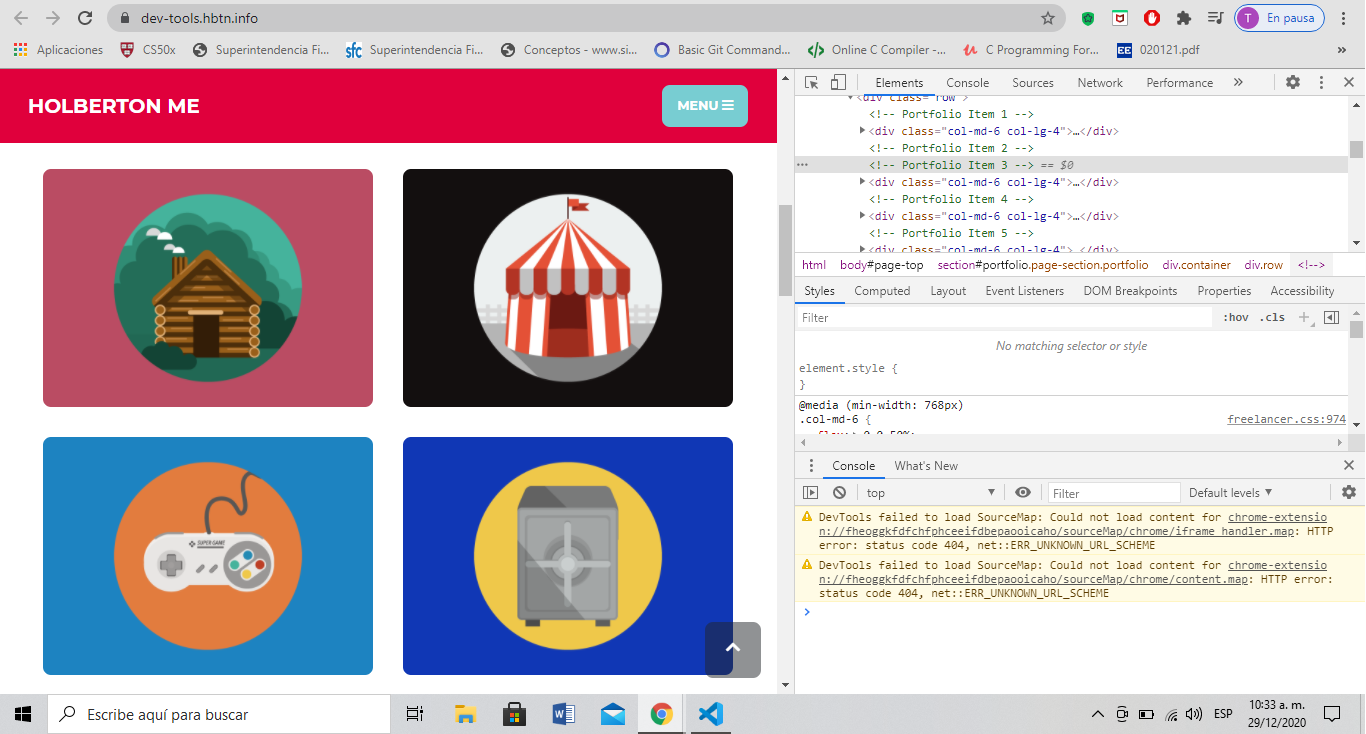 dev-tools.hbtn.info
T
En pausa
Aplicaciones
CS50x
Superintendencia Fi...
sfc
Superintendencia Fi...
Conceptos - www.si...
Basic Git Command...
Online C Compiler -...
C Programming For...
EE
020121.pdf
»
HOLBERTON ME
MENU
SUPER GAME
Elements
Console
Sources
Network
Performance
»
<div class="row">
<!-- Portfolio Item 1 -->
<div class="col-md-6 col-lg-4">…</div>
<!-- Portfolio Item 2 -->
<!-- Portfolio Item 3 --> == $0
<div class="col-md-6 col-lg-4">…</div>
<!-- Portfolio Item 4 -->
<div class="col-md-6 col-lg-4">…</div>
<!-- Portfolio Item 5 -->
<div class="col-md-6 col-lg-4">…</div>
html body#page-top section#portfolio.page-section.portfolio div.container div.row <!-->
Styles
Computed
Layout
Event Listeners
DOM Breakpoints
Properties
Accessibility
Filter
:hov .cls +
No matching selector or style
element.style {
}
@media (min-width: 768px)
.col-md-6 {
freelancer.css:974
flex: 0 0 50%;
Console
What's New
top
Filter
Default levels
DevTools failed to load SourceMap: Could not load content for chrome-extensio
n://fheoggkfdfchfphceeifdbepaooicaho/sourceMap/chrome/iframe_handler.map: HTTP
error: status code 404, net::ERR_UNKNOWN_URL_SCHEME
DevTools failed to load SourceMap: Could not load content for chrome-extensio
n://fheoggkfdfchfphceeifdbepaooicaho/sourceMap/chrome/content.map: HTTP error:
status code 404, net::ERR_UNKNOWN_URL_SCHEME
Escribe aquí para buscar
ESP
10:33 a. m.
29/12/2020